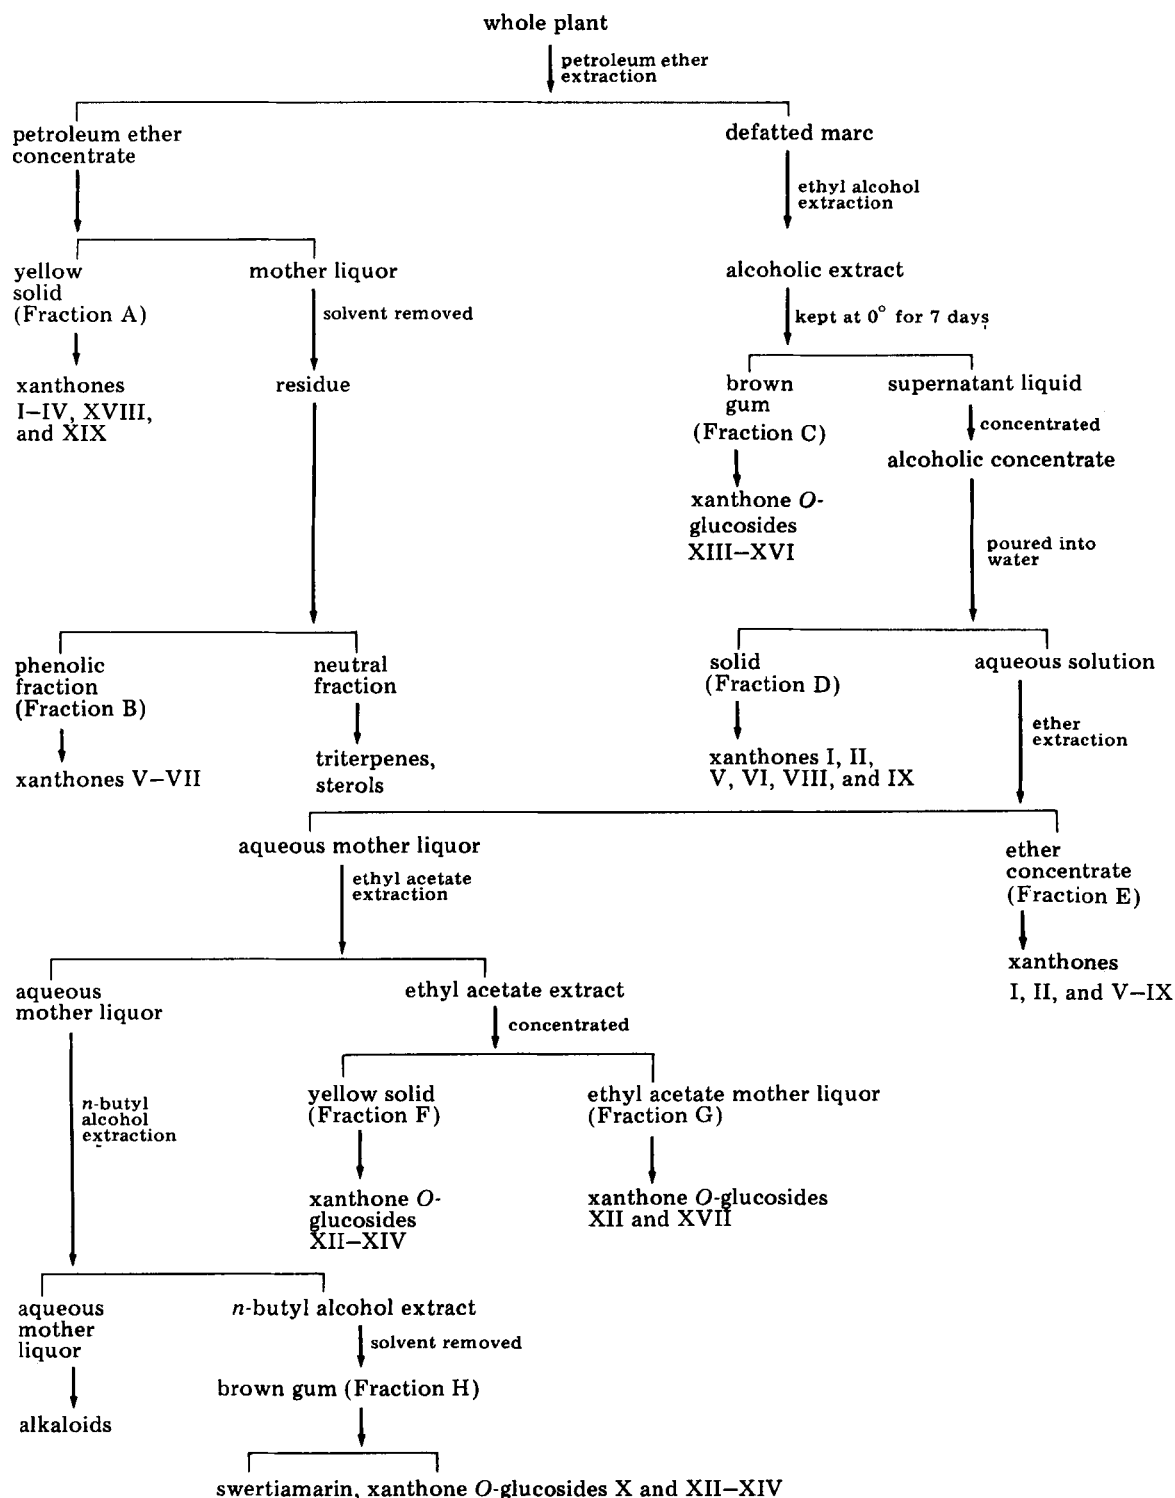 whole plant
petroleum ether
extraction
petroleum ether
concentrate
defatted marc
ethyl alcohol
extraction
yellow
solid
(Fraction A)
mother liquor
alcoholic extract
solvent removed
kept at 0° for 7 days
xanthones
I–IV, XVIII,
and XIX
residue
brown
gum
(Fraction C)
supernatant liquid
concentrated
alcoholic concentrate
xanthone O-
glucosides
XIII–XVI
poured into
water
phenolic
fraction
(Fraction B)
neutral
fraction
solid
(Fraction D)
aqueous solution
ether
extraction
xanthones V–VII
triterpenes,
sterols
xanthones I, II,
V, VI, VIII, and IX
aqueous mother liquor
ether
concentrate
(Fraction E)
ethyl acetate
extraction
xanthones
I, II, and V–IX
aqueous
mother liquor
ethyl acetate extract
concentrated
n-butyl
alcohol
extraction
yellow solid
(Fraction F)
ethyl acetate mother liquor
(Fraction G)
xanthone O-
glucosides
XII–XIV
xanthone O-glucosides
XII and XVII
aqueous
mother
liquor
n-butyl alcohol extract
solvent removed
brown gum (Fraction H)
alkaloids
swertiamarin, xanthone O-glucosides X and XII–XIV